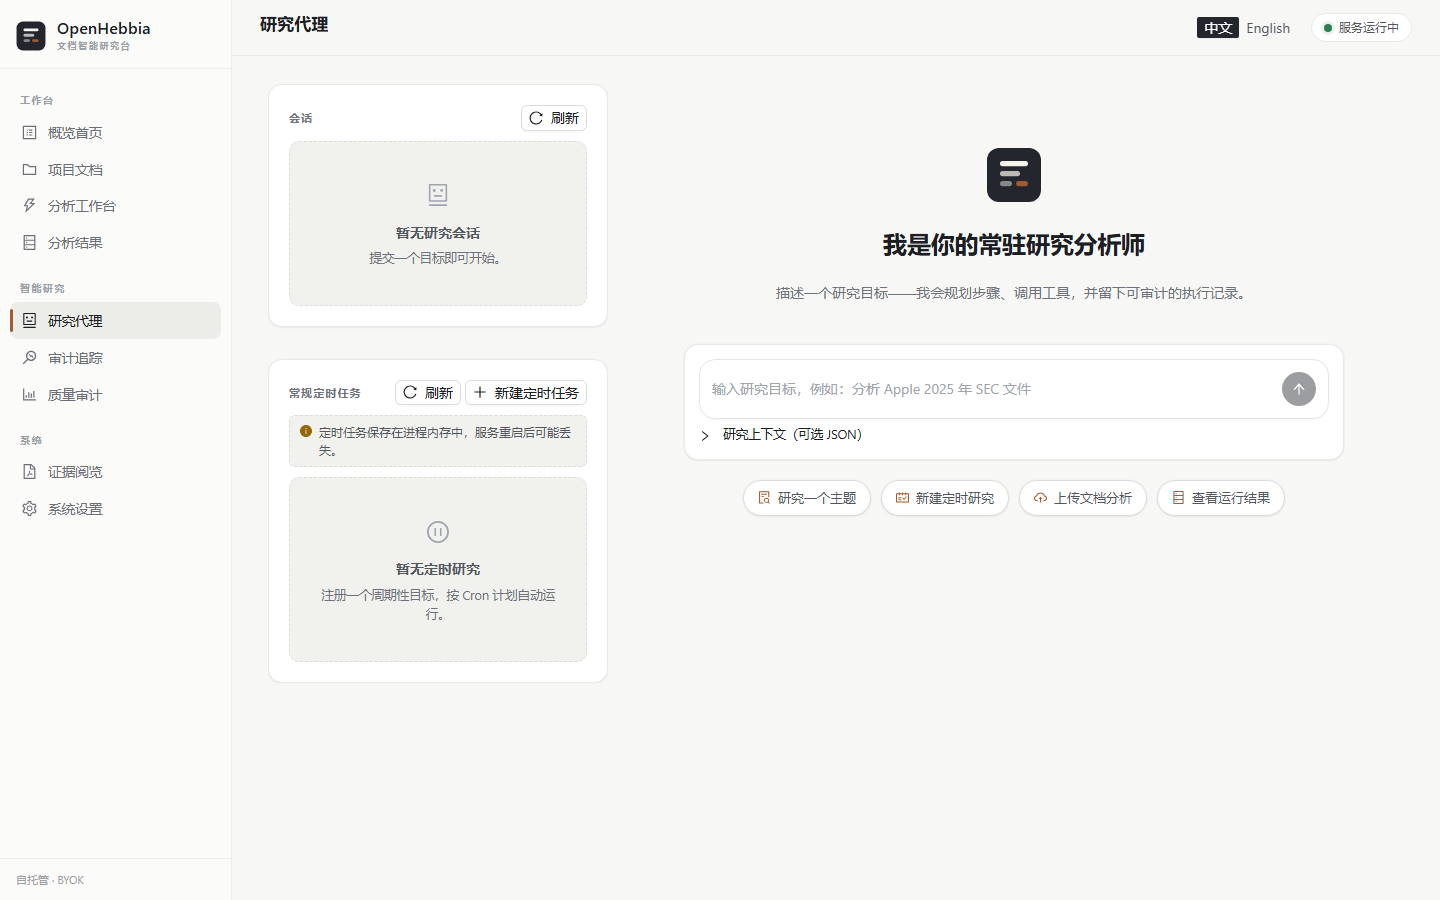 OpenHebbia
文档智能研究台
工作台
概览首页
项目文档
分析工作台
分析结果
智能研究
研究代理
审计追踪
质量审计
系统
证据阅览
系统设置
自托管 · BYOK
研究代理
中文 English
服务运行中
会话
刷新
暂无研究会话
提交一个目标即可开始。
常规定时任务
刷新
新建定时任务
定时任务保存在进程内存中，服务重启后可能丢
失。
暂无定时研究
注册一个周期性目标，按 Cron 计划自动运
行。
我是你的常驻研究分析师
描述一个研究目标——我会规划步骤、调用工具，并留下可审计的执行记录。
输入研究目标，例如：分析 Apple 2025 年 SEC 文件
研究上下文（可选 JSON）
研究一个主题
新建定时研究
上传文档分析
查看运行结果